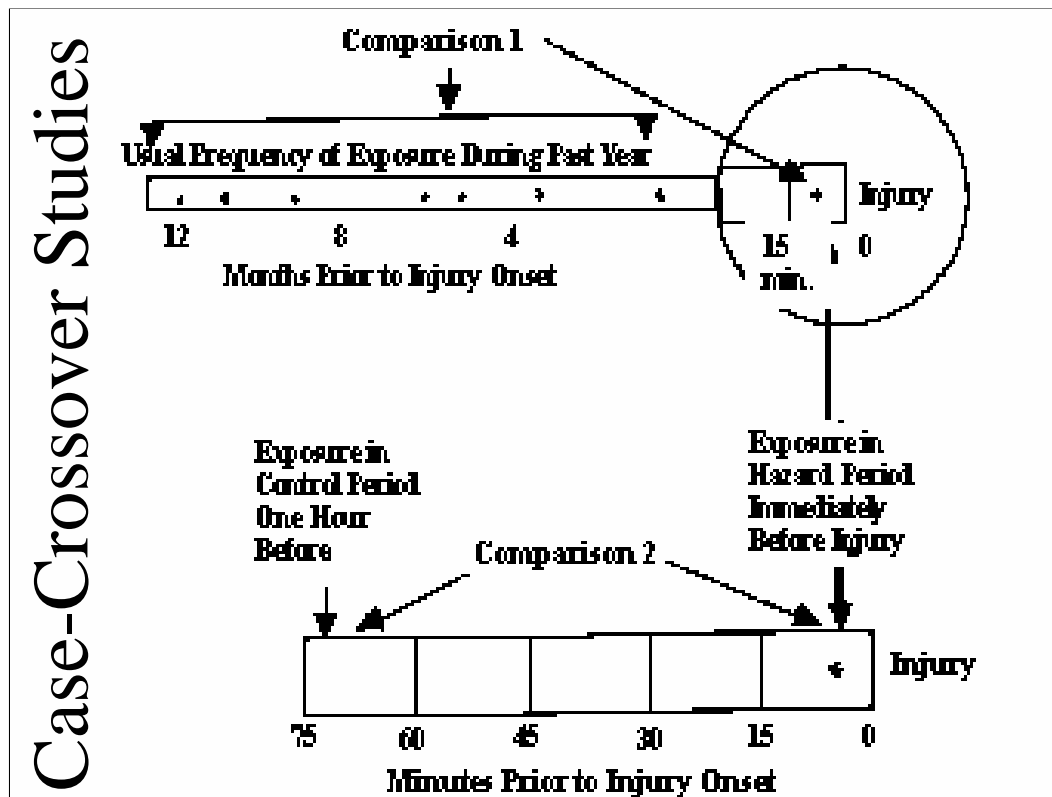 Case-Crossover Studies
Comparison 1
Usual Frequency of Exposure During Past Year
Injury
12 8 4 15 0
min.
Months Prior to Injury Onset
Exposure in
Control Period
One Hour
Before
Exposure in
Hazard Period
Immediately
Before Injury
Comparison 2
Injury
75 60 45 30 15 0
Minutes Prior to Injury Onset